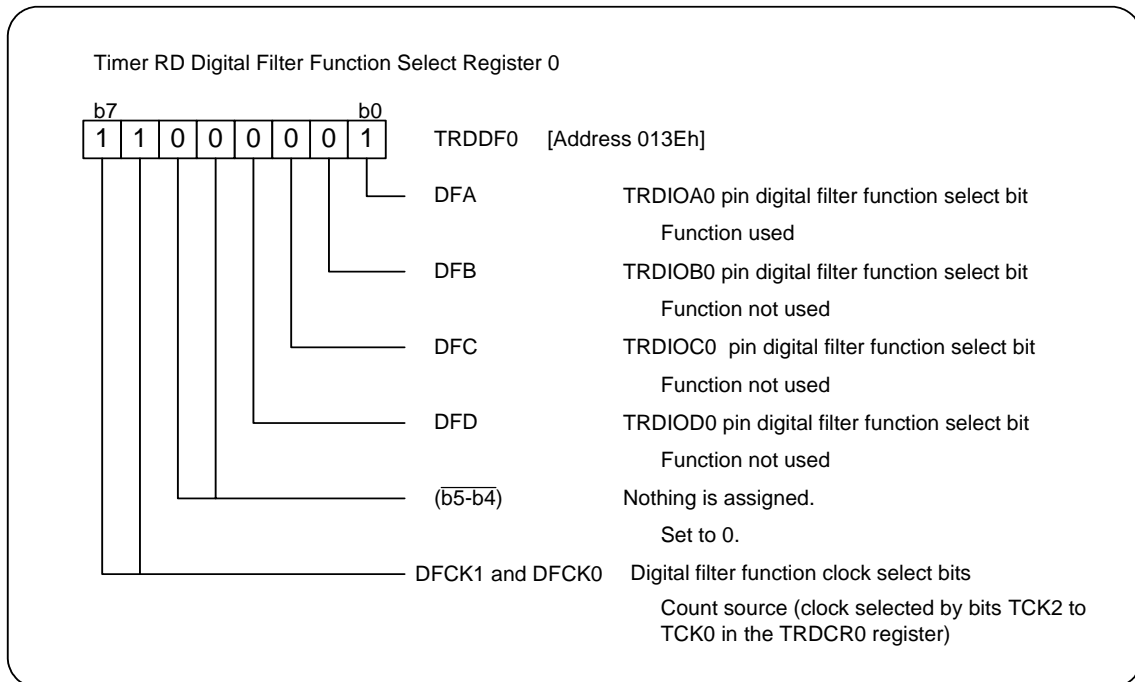 Timer RD Digital Filter Function Select Register 0
b7 b0
1 1 0 0 0 0 0 1 TRDDF0 [Address 013Eh]
DFA TRDIOA0 pin digital filter function select bit
Function used
DFB TRDIOB0 pin digital filter function select bit
Function not used
DFC TRDIOC0 pin digital filter function select bit
Function not used
DFD TRDIOD0 pin digital filter function select bit
Function not used
(b5-b4) Nothing is assigned.
Set to 0.
DFCK1 and DFCK0 Digital filter function clock select bits
Count source (clock selected by bits TCK2 to
TCK0 in the TRDCR0 register)